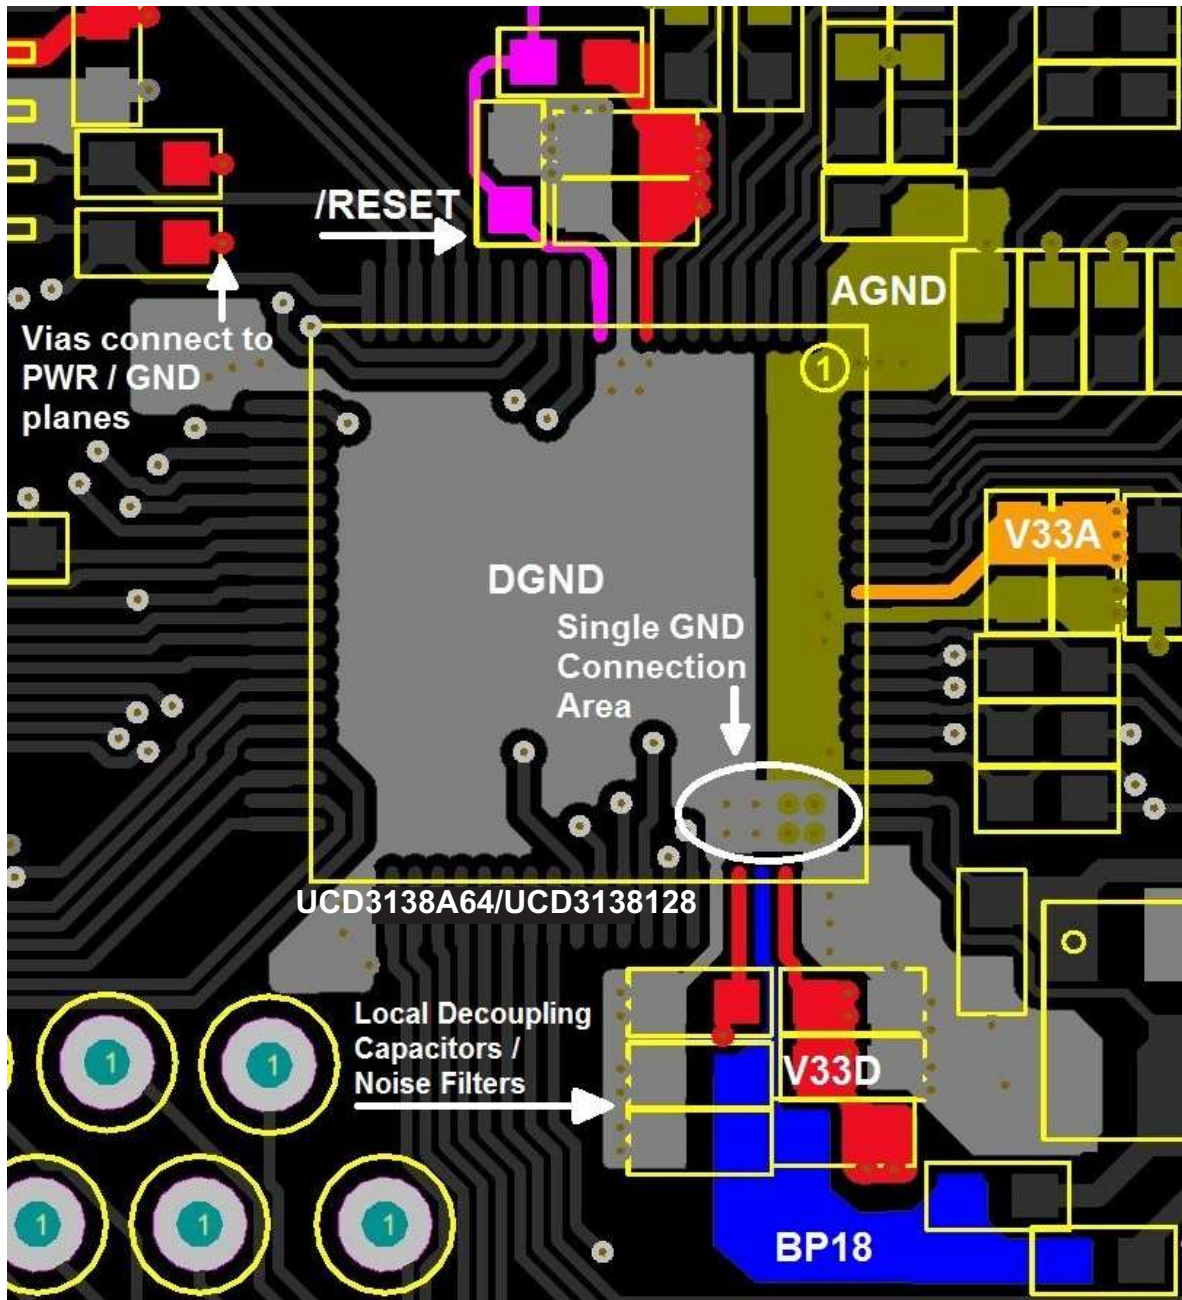 /RESET
AGND
Vias connect to
PWR / GND
planes
1
V33A
DGND
Single GND
Connection
Area
UCD3138A64/UCD3138128
Local Decoupling
Capacitors /
Noise Filters
V33D
1
1
1
1
1
BP18